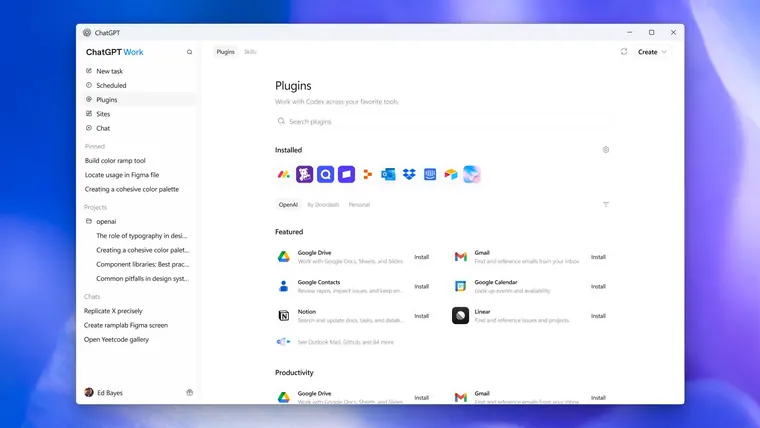 ChatGPT
ChatGPT Work
New task
Scheduled
Plugins
Sites
Chat
Pinned
Build color ramp tool
Locate usage in Figma file
Creating a cohesive color palette
Projects
openai
The role of typography in desi...
Creating a cohesive color palet...
Component libraries: Best prac...
Common pitfalls in design syst...
Chats
Replicate X precisely
Create ramplab Figma screen
Open Yeetcode gallery
Ed Bayes
Plugins
Skills
Create
Plugins
Work with Codex across your favorite tools
Search plugins
Installed
OpenAI
By Doordash
Personal
Featured
Google Drive
Work with Google Docs, Sheets, and Slides
Install
Gmail
Find and reference emails from your inbox
Install
Google Contacts
Review repos, inspect issues, and keep en...
Install
Google Calendar
Look up events and availability
Install
Notion
Search and update docs, tasks, and datab...
Install
Linear
Find and reference issues and projects.
Install
See Outlook Mail, Github, and 84 more
Productivity
Google Drive
Work with Google Docs, Sheets, and Slides
Install
Gmail
Find and reference emails from your inbox
Install